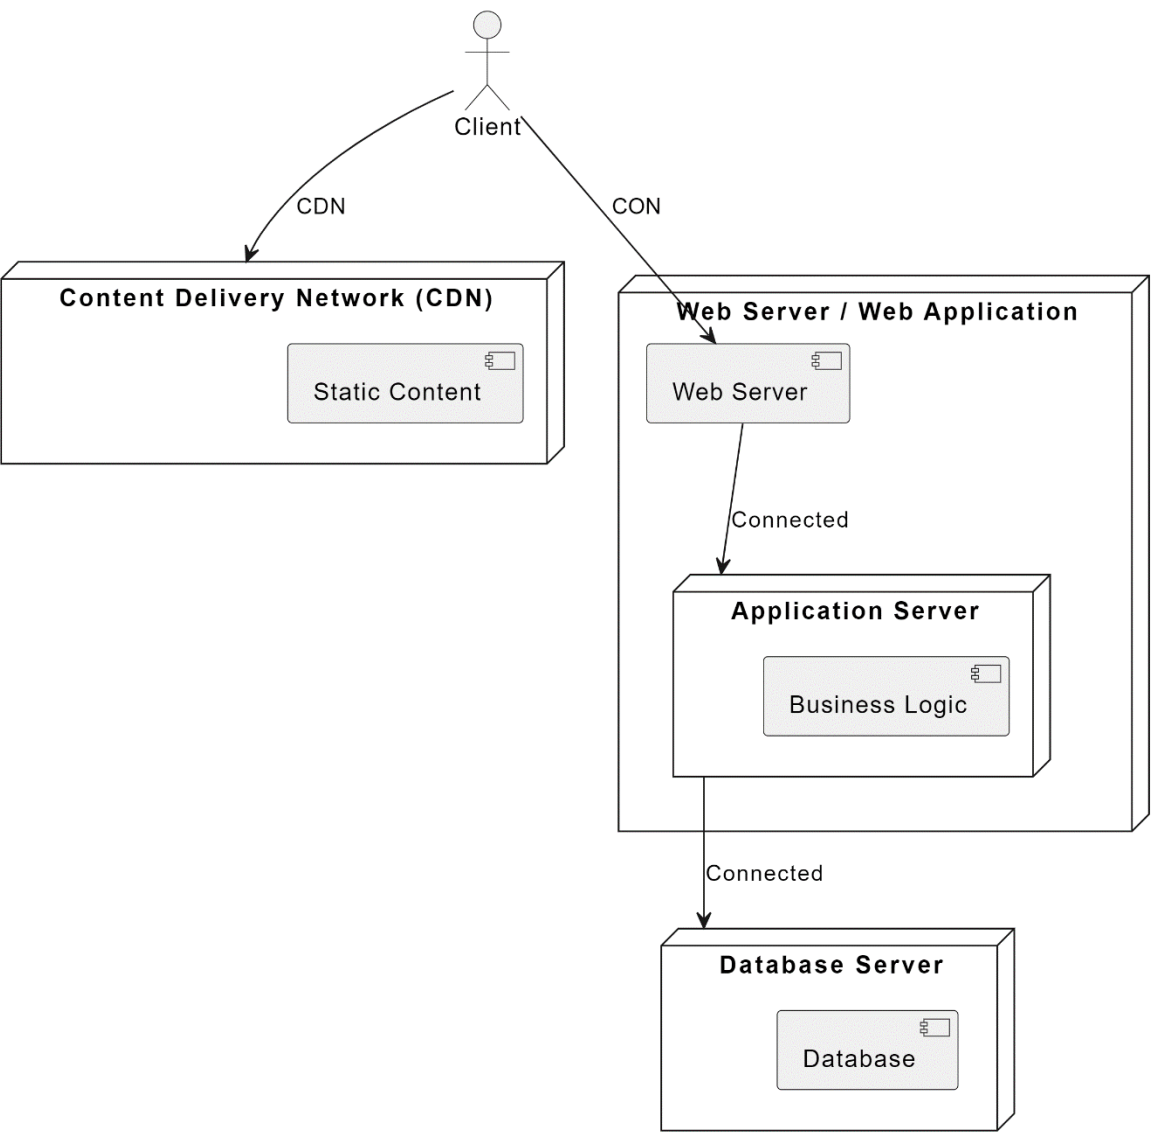 Client
CDN
CON
Content Delivery Network (CDN)
Static Content
Web Server / Web Application
Web Server
Connected
Application Server
Business Logic
Connected
Database Server
Database